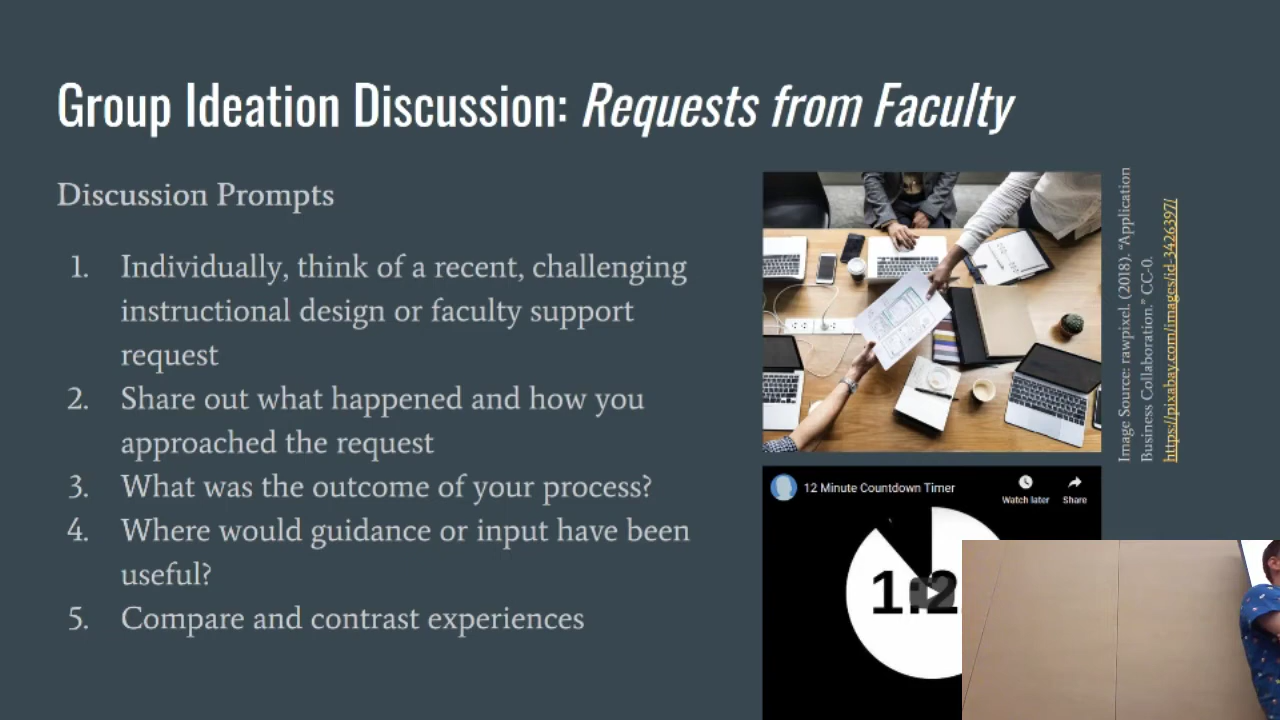 Group Ideation Discussion: Requests from Faculty
Discussion Prompts
1. Individually, think of a recent, challenging
instructional design or faculty support
request
2. Share out what happened and how you
approached the request
3. What was the outcome of your process?
4. Where would guidance or input have been
useful?
5. Compare and contrast experiences
Image Source: rawpixel. (2018). “Application
Business Collaboration.” CC-0.
https://pixabay.com/images/id-3426397/
12 Minute Countdown Timer
Watch later
Share
1:2